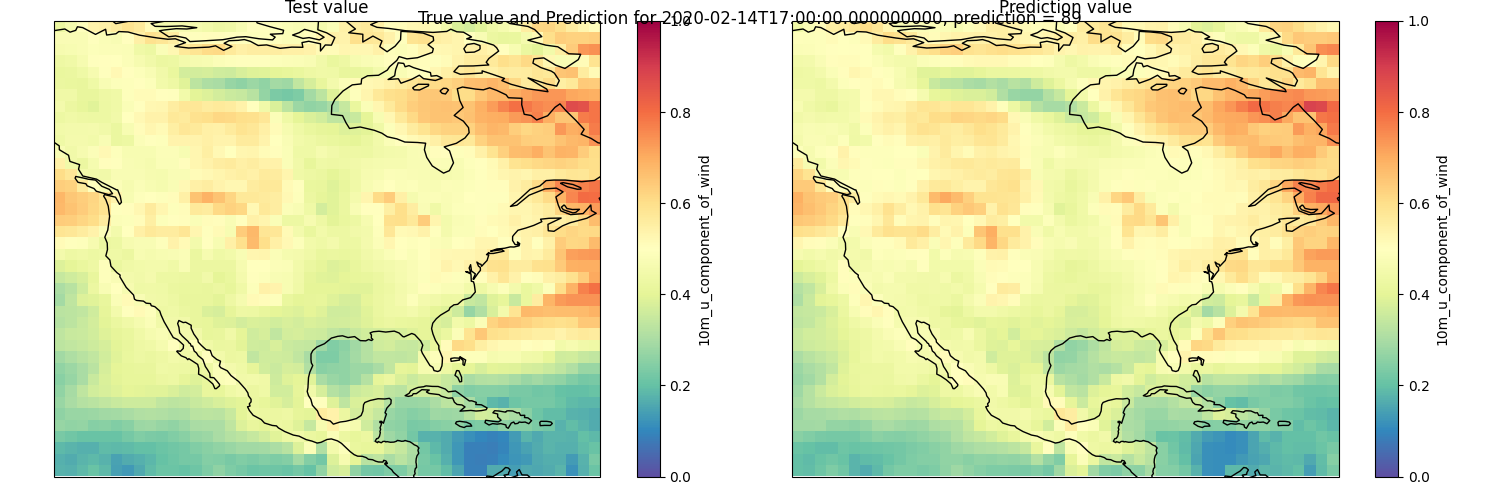 Test value
Prediction value
True value and Prediction for 2020-02-14T17:00:00.000000000, prediction = 89
1.0
0.8
0.6
0.4
0.2
0.0
10m_u_component_of_wind
1.0
0.8
0.6
0.4
0.2
0.0
10m_u_component_of_wind